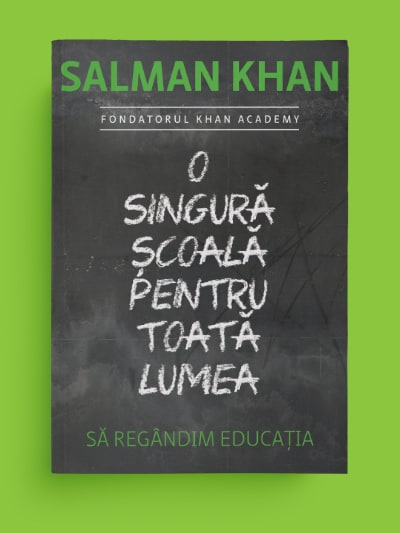 SALMAN KHAN
FONDATORUL KHAN ACADEMY
O
SINGURĂ
ȘCOALĂ
PENTRU
TOATĂ
LUMEA
SĂ REGÂNDIM EDUCAȚIA